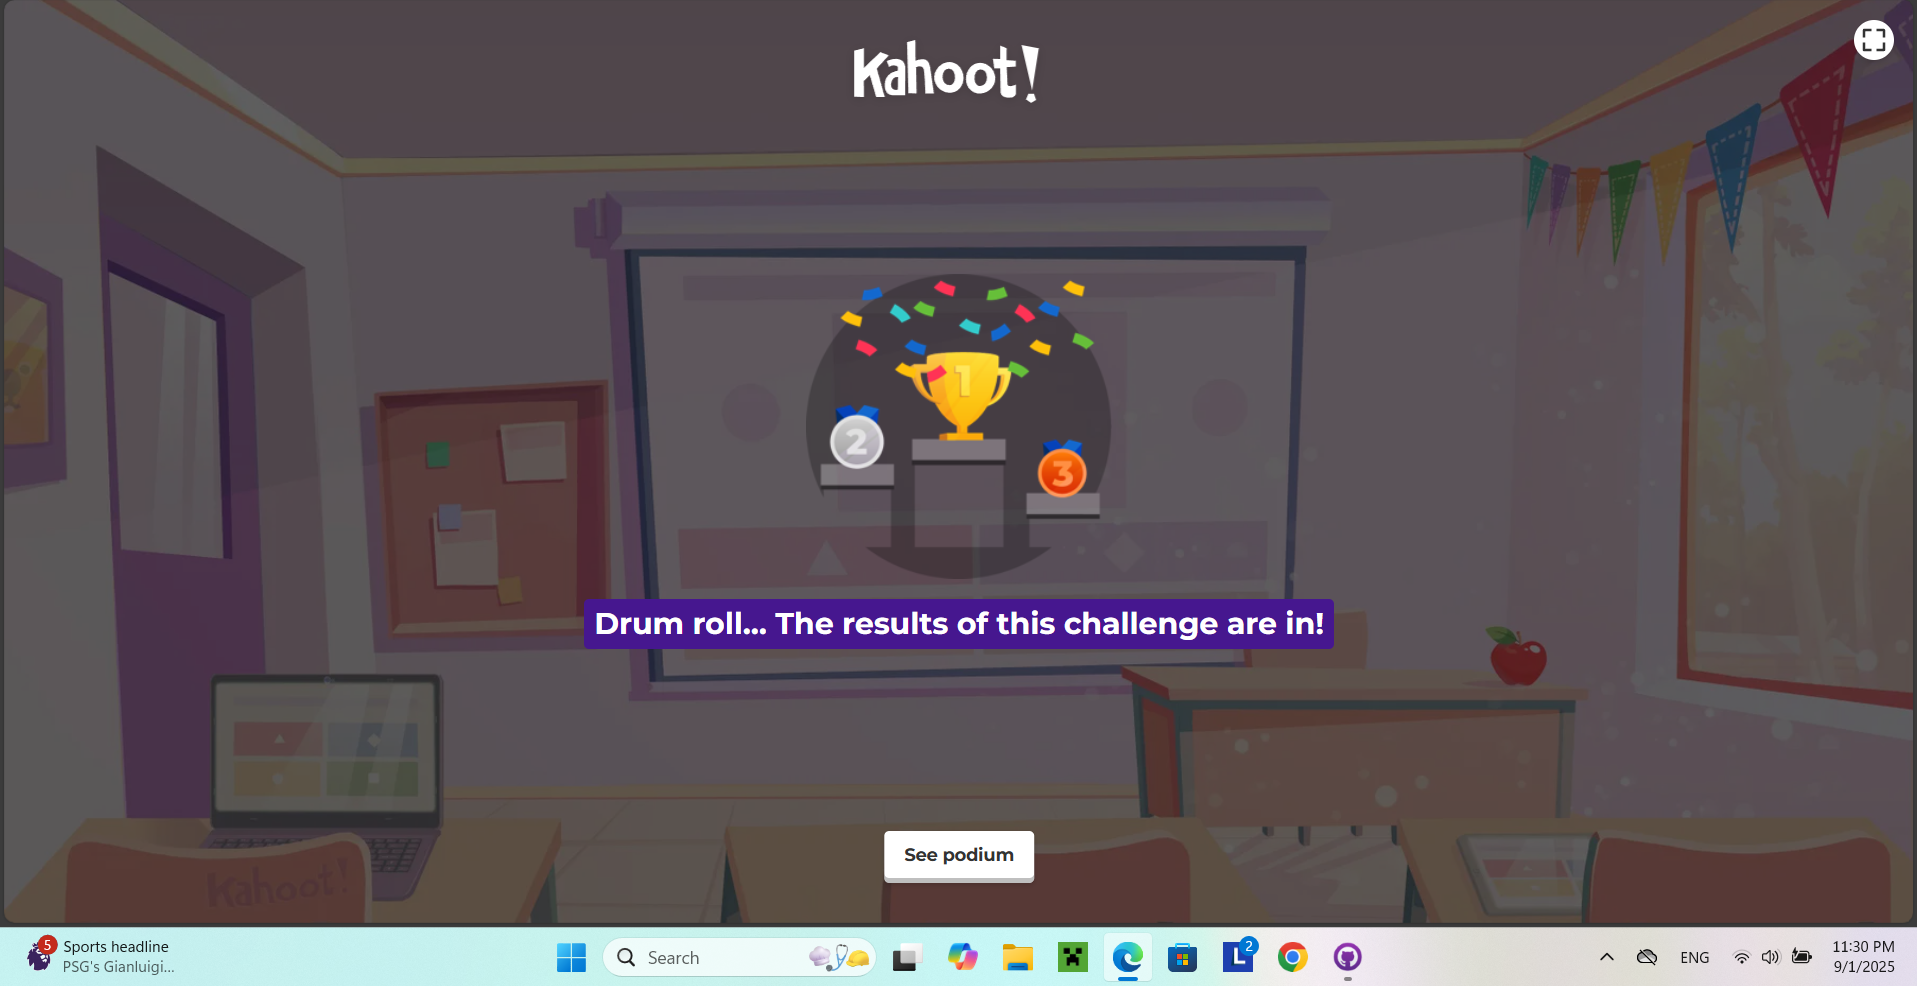 Kahoot!
1
2
3
Drum roll... The results of this challenge are in!
Kahoot!
See podium
5
Sports headline
PSG's Gianluigi...
Search
L
2
ENG
11:30 PM
9/1/2025